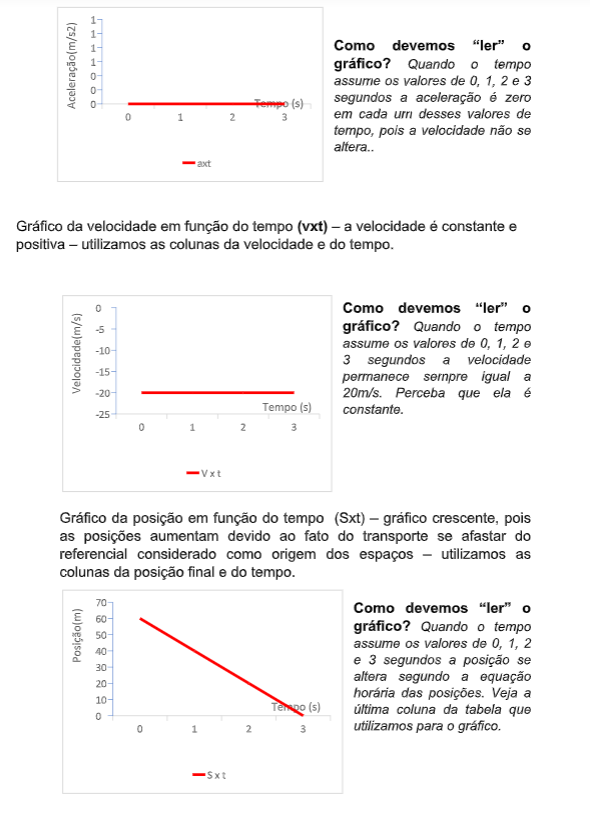 Aceleração(m/s2)
1
1
1
1
0
0
0
Tempo (s)
0 1 2 3
axt
Como devemos “ler” o
gráfico? Quando o tempo
assume os valores de 0, 1, 2 e 3
segundos a aceleração é zero
em cada um desses valores de
tempo, pois a velocidade não se
altera..
Gráfico da velocidade em função do tempo (vxt) – a velocidade é constante e
positiva – utilizamos as colunas da velocidade e do tempo.
Velocidade(m/s)
0
-5
-10
-15
-20
-25
Tempo (s)
0 1 2 3
V x t
Como devemos “ler” o
gráfico? Quando o tempo
assume os valores de 0, 1, 2 e
3 segundos a velocidade
permanece sempre igual a
20m/s. Perceba que ela é
constante.
Gráfico da posição em função do tempo (Sxt) – gráfico crescente, pois
as posições aumentam devido ao fato do transporte se afastar do
referencial considerado como origem dos espaços – utilizamos as
colunas da posição final e do tempo.
Posição(m)
70
60
50
40
30
20
10
0
Tempo (s)
0 1 2 3
S x t
Como devemos “ler” o
gráfico? Quando o tempo
assume os valores de 0, 1, 2
e 3 segundos a posição se
altera segundo a equação
horária das posições. Veja a
última coluna da tabela que
utilizamos para o gráfico.